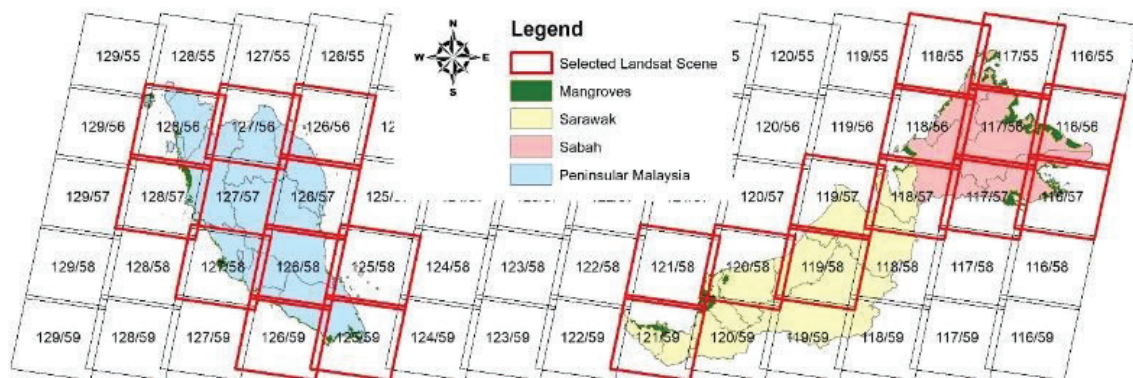 129/55 128/55 127/55 126/55 5 120/55 119/55 118/55 117/55 116/55
N
W E
S
Legend
Selected Landsat Scene
Mangroves
Sarawak
Sabah
Peninsular Malaysia
129/56 128/56 127/56 126/56 12 120/56 119/56 118/56 117/56 116/56
129/57 128/57 127/57 126/57 125/ 120/57 119/57 118/57 117/57 116/57
129/58 128/58 127/58 126/58 125/58 124/58 123/58 122/58 121/58 120/58 119/58 118/58 117/58 116/58
129/59 128/59 127/59 126/59 125/59 124/59 123/59 122/59 121/59 120/59 119/59 118/59 117/59 116/59